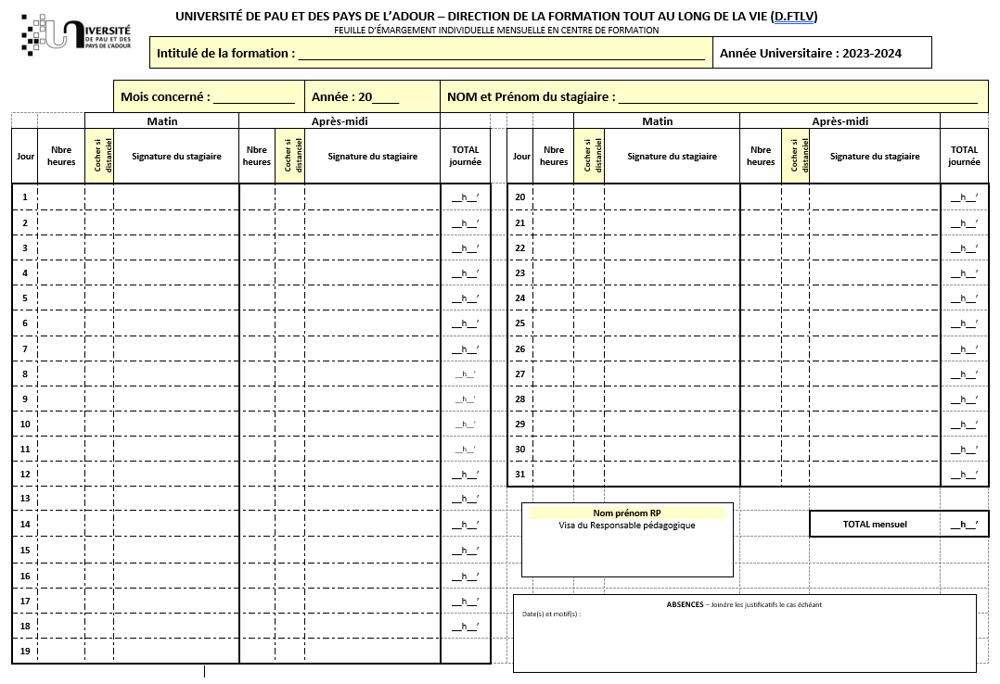 UNIVERSITÉ DE PAU ET DES PAYS DE L'ADOUR – DIRECTION DE LA FORMATION TOUT AU LONG DE LA VIE (D.FTLV)
FEUILLE D'ÉMARGEMENT INDIVIDUELLE MENSUELLE EN CENTRE DE FORMATION
UNIVERSITÉ
DE PAU ET DES
PAYS DE L'ADOUR
Intitulé de la formation : ____________ Année Universitaire : 2023-2024
Mois concerné : ____________ Année : 20____ NOM et Prénom du stagiaire : ____________
Matin Après-midi Matin Après-midi
Jour Nbre heures Cocher si distanciel Signature du stagiaire Nbre heures Cocher si distanciel Signature du stagiaire TOTAL journée Jour Nbre heures Cocher si distanciel Signature du stagiaire Nbre heures Cocher si distanciel Signature du stagiaire TOTAL journée
1 __h__' 20 __h__'
2 __h__' 21 __h__'
3 __h__' 22 __h__'
4 __h__' 23 __h__'
5 __h__' 24 __h__'
6 __h__' 25 __h__'
7 __h__' 26 __h__'
8 __h__' 27 __h__'
9 __h__' 28 __h__'
10 __h__' 29 __h__'
11 __h__' 30 __h__'
12 __h__' 31 __h__'
13 __h__'
14 __h__'
15 __h__'
16 __h__'
17 __h__'
18 __h__'
19
Nom prénom RP
Visa du Responsable pédagogique
TOTAL mensuel __h__'
ABSENCES – Joindre les justificatifs le cas échéant
Date(s) et motif(s) :